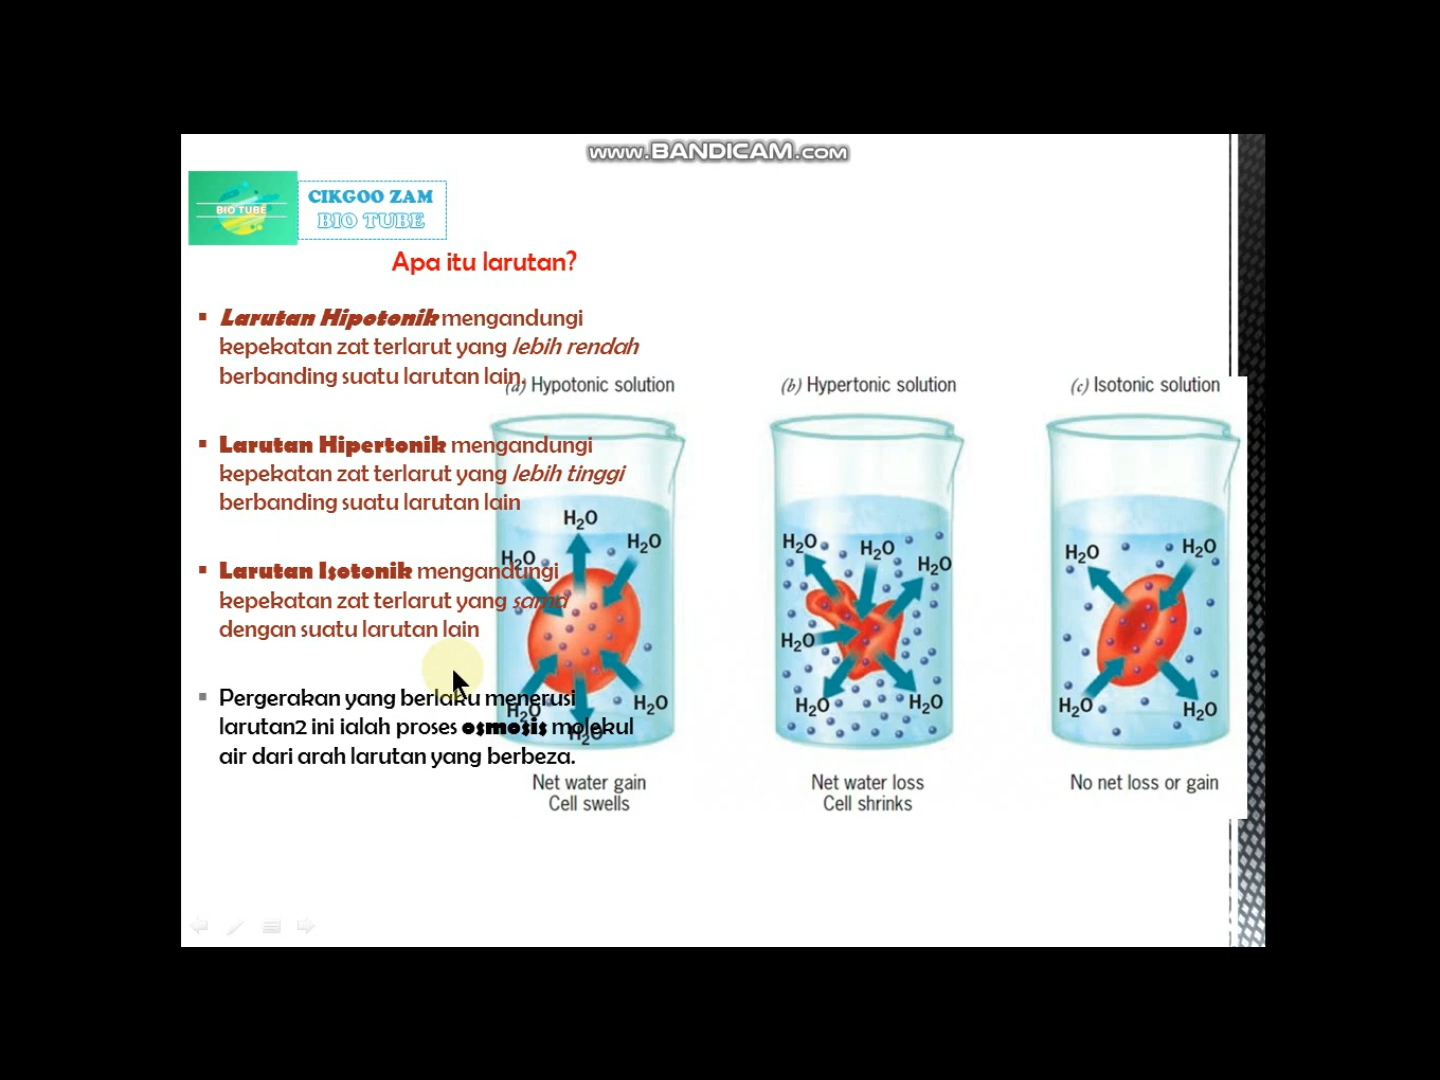 www.BANDICAM.com
BIO TUBE
CIKGOO ZAM
BIO TUBE
Apa itu larutan?
Larutan Hipotonik mengandungi
kepekatan zat terlarut yang lebih rendah
berbanding suatu larutan lain.
Larutan Hipertonik mengandungi
kepekatan zat terlarut yang lebih tinggi
berbanding suatu larutan lain
Larutan Isotonik mengandungi
kepekatan zat terlarut yang sama
dengan suatu larutan lain
Pergerakan yang berlaku menerusi
larutan2 ini ialah proses osmosis molekul
air dari arah larutan yang berbeza.
(a) Hypotonic solution
H2O
H2O
H2O
H2O
H2O
H2O
Net water gain
Cell swells
(b) Hypertonic solution
H2O
H2O
H2O
H2O
H2O
H2O
Net water loss
Cell shrinks
(c) Isotonic solution
H2O
H2O
H2O
H2O
No net loss or gain